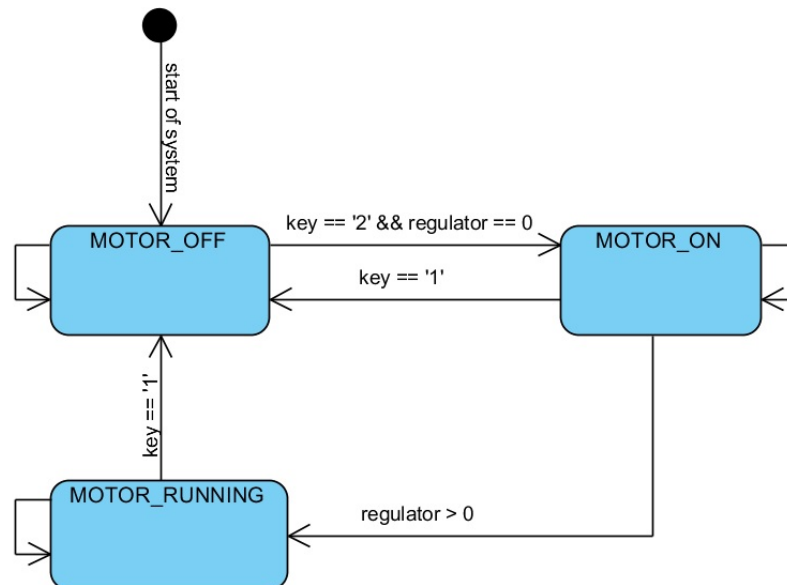 start of system
key == '2' && regulator == 0
MOTOR_OFF
MOTOR_ON
key == '1'
key == '1'
MOTOR_RUNNING
regulator > 0